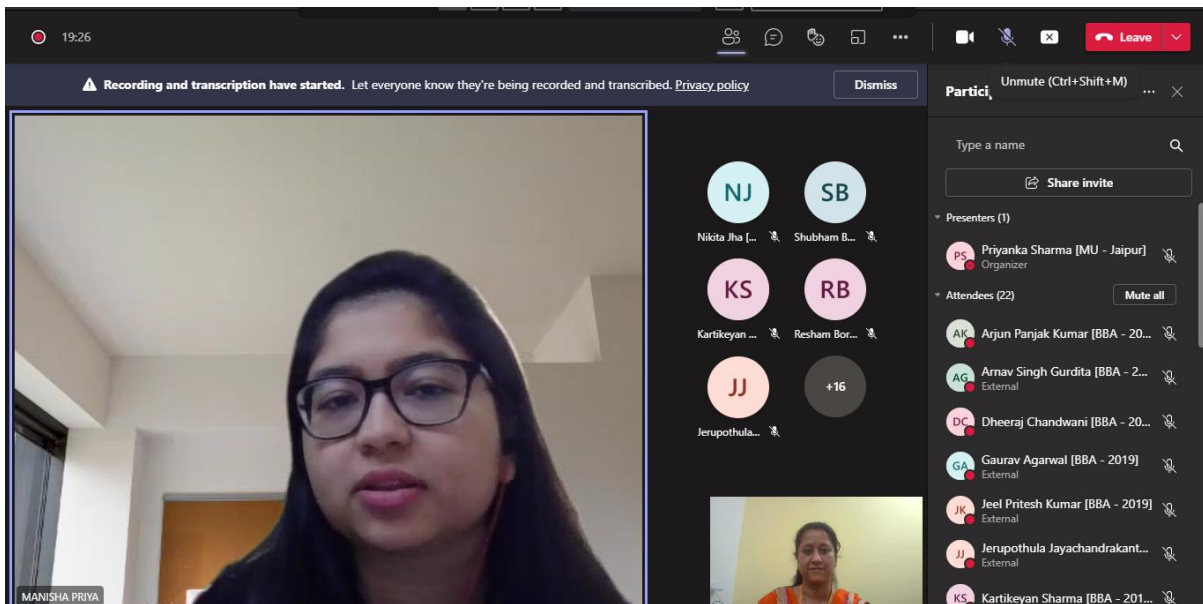 19:26
Leave
Recording and transcription have started. Let everyone know they're being recorded and transcribed. Privacy policy
Dismiss
MANISHA PRIYA
NJ
SB
Nikita Jha [...
Shubham B...
KS
RB
Kartikeyan ...
Resham Bor...
JJ
+16
Jerupothula...
Partici
Unmute (Ctrl+Shift+M)
Type a name
Share invite
Presenters (1)
PS
Priyanka Sharma [MU - Jaipur]
Organizer
Attendees (22)
Mute all
AK
Arjun Panjak Kumar [BBA - 20...
AG
Arnav Singh Gurdita [BBA - 2...
External
DC
Dheeraj Chandwani [BBA - 20...
GA
Gaurav Agarwal [BBA - 2019]
External
JK
Jeel Pritesh Kumar [BBA - 2019]
External
JJ
Jerupothula Jayachandrakant...
External
KS
Kartikeyan Sharma [BBA - 201...